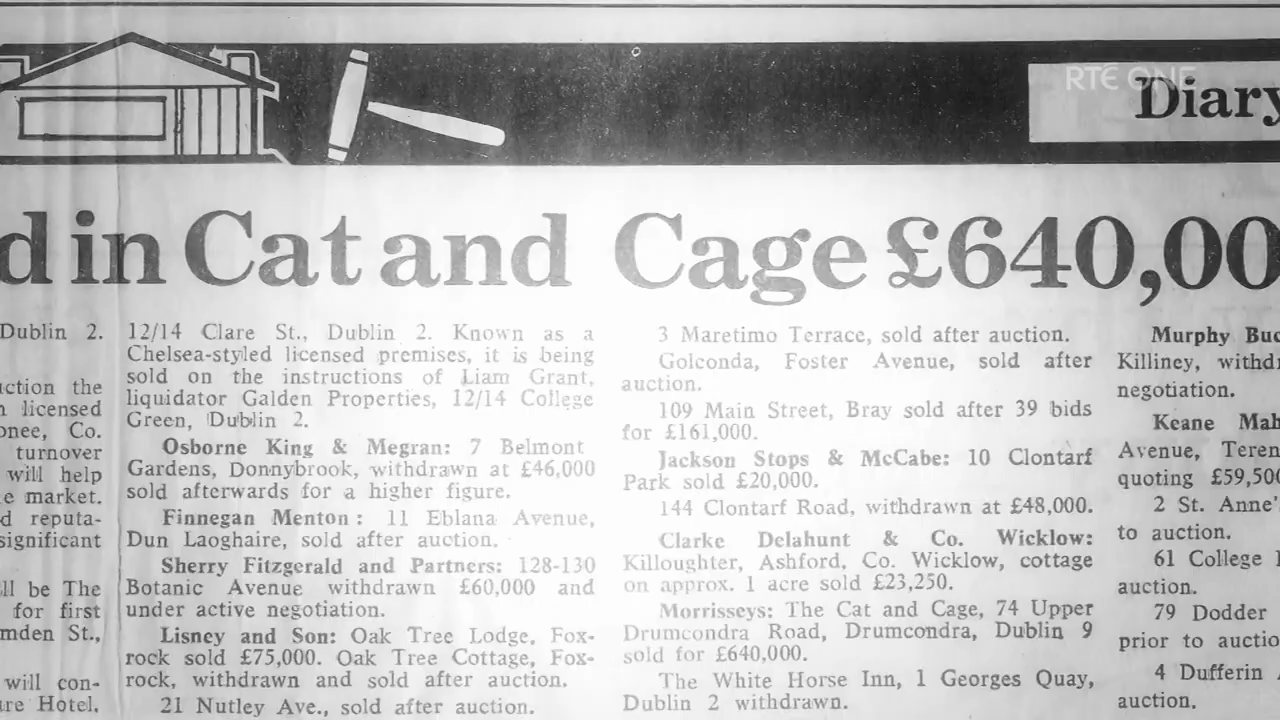 RTÉ ONE
Diary
d in Cat and Cage £640,00
Dublin 2.
ction the
licensed
onee, Co.
turnover
will help
e market.
d reputa-
significant
ll be The
for first
mden St.,
will con-
re Hotel,
12/14 Clare St., Dublin 2. Known as a
Chelsea-styled licensed premises, it is being
sold on the instructions of Liam Grant,
liquidator Galden Properties, 12/14 College
Green, Dublin 2.
Osborne King & Megran: 7 Belmont
Gardens, Donnybrook, withdrawn at £46,000
sold afterwards for a higher figure.
Finnegan Menton: 11 Eblana Avenue,
Dun Laoghaire, sold after auction.
Sherry Fitzgerald and Partners: 128-130
Botanic Avenue withdrawn £60,000 and
under active negotiation.
Lisney and Son: Oak Tree Lodge, Fox-
rock sold £75,000. Oak Tree Cottage, Fox-
rock, withdrawn and sold after auction.
21 Nutley Ave., sold after auction.
3 Maretimo Terrace, sold after auction.
Golconda, Foster Avenue, sold after
auction.
109 Main Street, Bray sold after 39 bids
for £161,000.
Jackson Stops & McCabe: 10 Clontarf
Park sold £20,000.
144 Clontarf Road, withdrawn at £48,000.
Clarke Delahunt & Co. Wicklow:
Killoughter, Ashford, Co. Wicklow, cottage
on approx. 1 acre sold £23,250.
Morrisseys: The Cat and Cage, 74 Upper
Drumcondra Road, Drumcondra, Dublin 9
sold for £640,000.
The White Horse Inn, 1 Georges Quay,
Dublin 2 withdrawn.
Murphy Buc
Killiney, withd
negotiation.
Keane Mah
Avenue, Teren
quoting £59,50
2 St. Anne'
to auction.
61 College
auction.
79 Dodder
prior to auctio
4 Dufferin
auction.